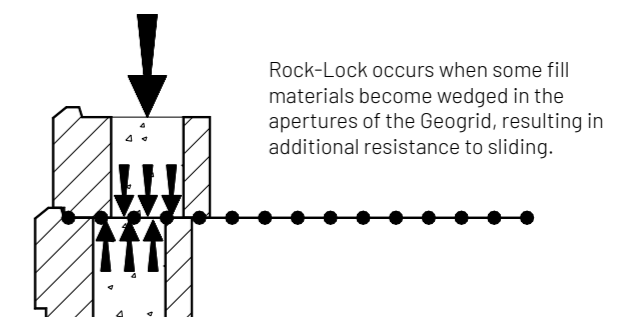 Rock-Lock occurs when some fill
materials become wedged in the
apertures of the Geogrid, resulting in
additional resistance to sliding.